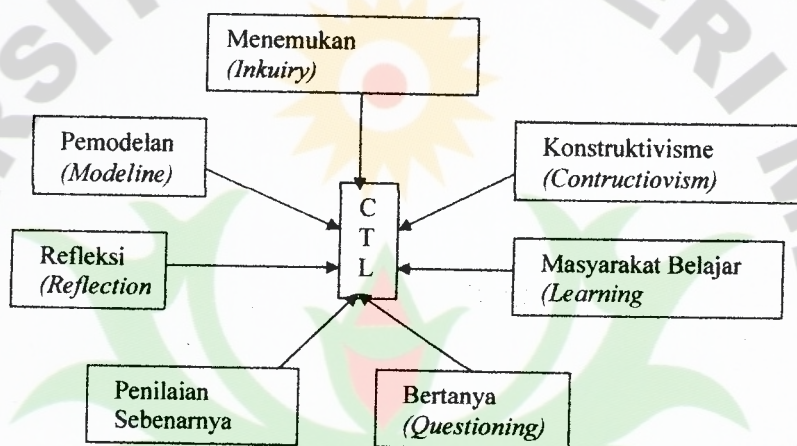 Menemukan
(Inkuiry)
Pemodelan
(Modeline)
Konstruktivisme
(Contructiovism)
C
T
L
Refleksi
(Reflection
Masyarakat Belajar
(Learning
Penilaian
Sebenarnya
Bertanya
(Questioning)